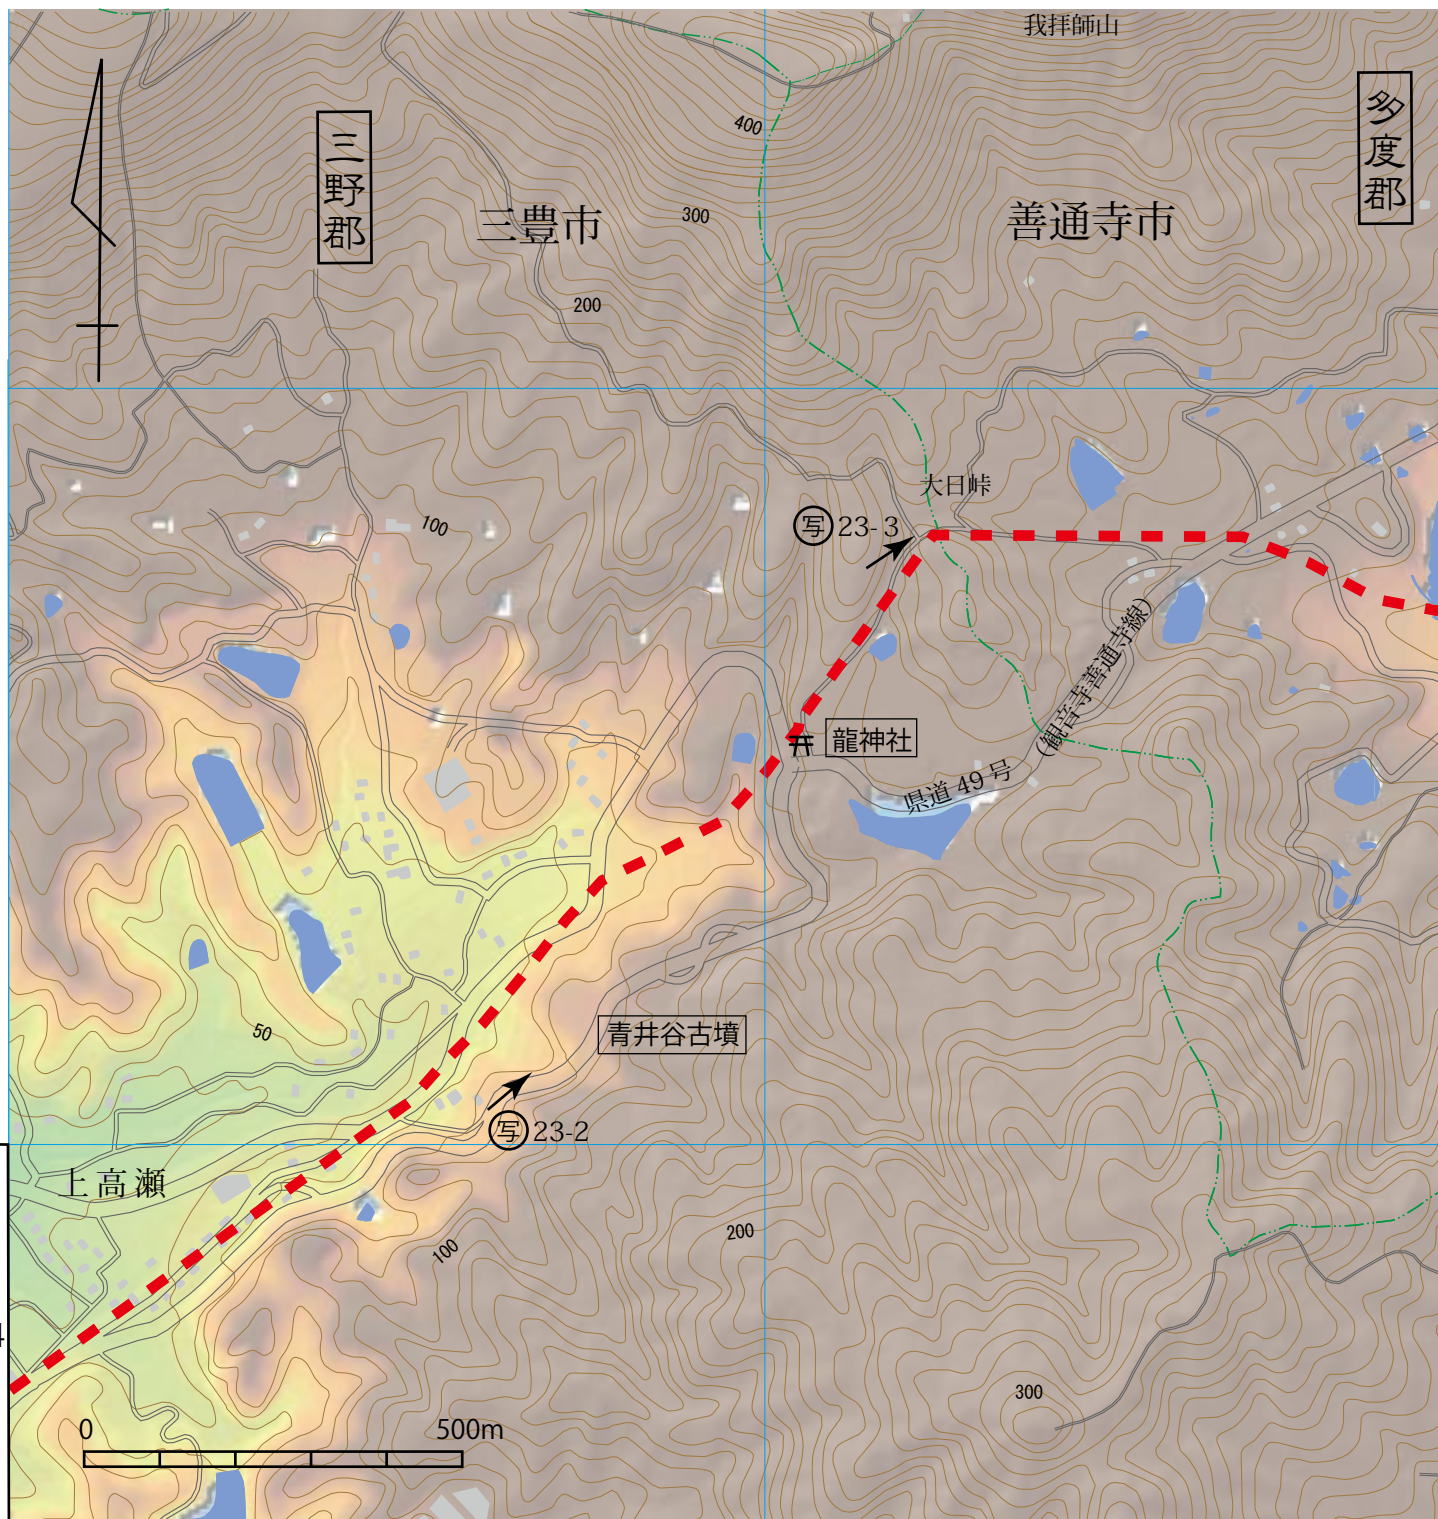 我拝師山
多度郡
三野郡
400
三豊市
300
善通寺市
200
大日峠
100
写 23-3
(観音寺善通寺線)
龍神社
県道 49 号
50
青井谷古墳
写 23-2
上高瀬
200
100
4
300
0 500m